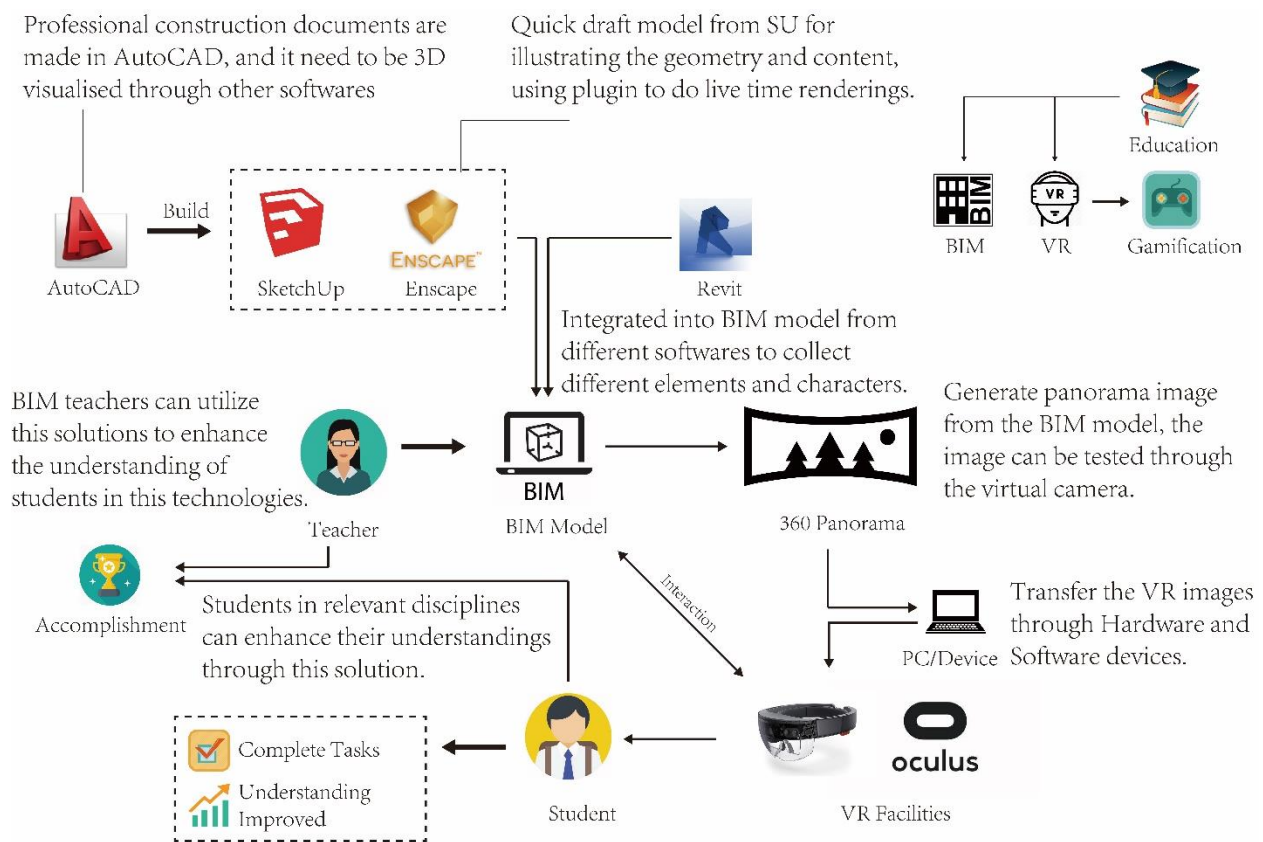 Professional construction documents are
made in AutoCAD, and it need to be 3D
visualised through other softwares
Quick draft model from SU for
illustrating the geometry and content,
using plugin to do live time renderings.
Education
BIM
VR
BIM
VR
Gamification
Build
AutoCAD
SketchUp
ENSCAPE™
Enscape
Revit
Integrated into BIM model from
different softwares to collect
different elements and characters.
BIM teachers can utilize
this solutions to enhance
the understanding of
students in this technologies.
Teacher
BIM
BIM Model
360 Panorama
Generate panorama image
from the BIM model, the
image can be tested through
the virtual camera.
Accomplishment
Students in relevant disciplines
can enhance their understandings
through this solution.
Interaction
PC/Device
Transfer the VR images
through Hardware and
Software devices.
Complete Tasks
Understanding
Improved
Student
oculus
VR Facilities